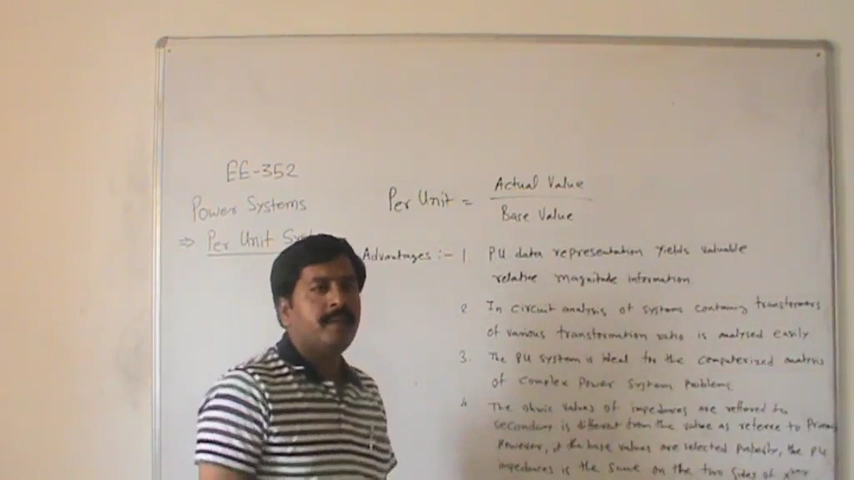 EE-352
Power Systems
⇒ Per Unit Syst
Per Unit = Actual Value
Base Value
Advantages :- 1. PU data representation yields valuable
relative magnitude information
2 In circuit analysis of systems containing transformers
of various transformation ratio is analysed easily
3. The PU system is ideal for the computerized analysis
of complex Power System Problems
4 The ohmic values of impedances are reffered to
secondary is different from the value as referre to Primary
However, if the base values are selected properly, the PU
impedances is the same on the two sides of